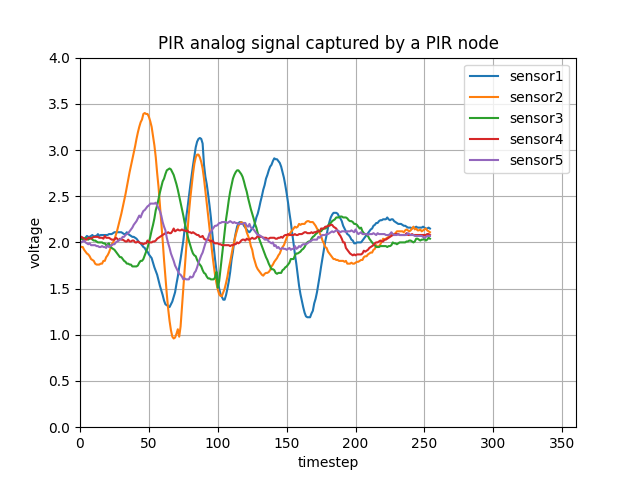 PIR analog signal captured by a PIR node
4.0
3.5
3.0
2.5
2.0
1.5
1.0
0.5
0.0
voltage
sensor1
sensor2
sensor3
sensor4
sensor5
0 50 100 150 200 250 300 350
timestep